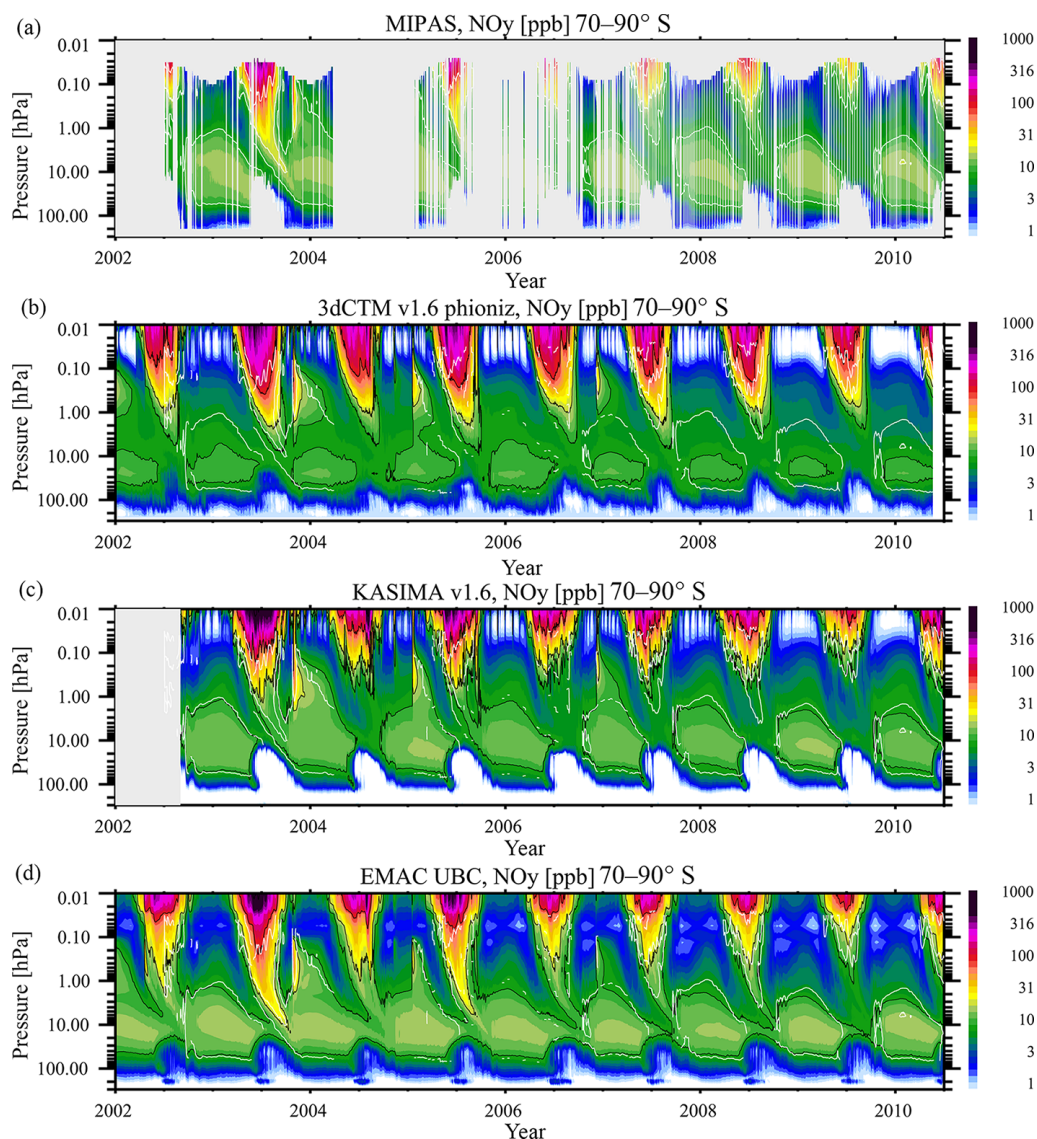 (a)
MIPAS, NOy [ppb] 70–90° S
Pressure [hPa]
0.01
0.10
1.00
10.00
100.00
2002 2004 2006 2008 2010
Year
1000
316
100
31
10
3
1
(b)
3dCTM v1.6 phioniz, NOy [ppb] 70–90° S
Pressure [hPa]
0.01
0.10
1.00
10.00
100.00
2002 2004 2006 2008 2010
Year
1000
316
100
31
10
3
1
(c)
KASIMA v1.6, NOy [ppb] 70–90° S
Pressure [hPa]
0.01
0.10
1.00
10.00
100.00
2002 2004 2006 2008 2010
Year
1000
316
100
31
10
3
1
(d)
EMAC UBC, NOy [ppb] 70–90° S
Pressure [hPa]
0.01
0.10
1.00
10.00
100.00
2002 2004 2006 2008 2010
Year
1000
316
100
31
10
3
1